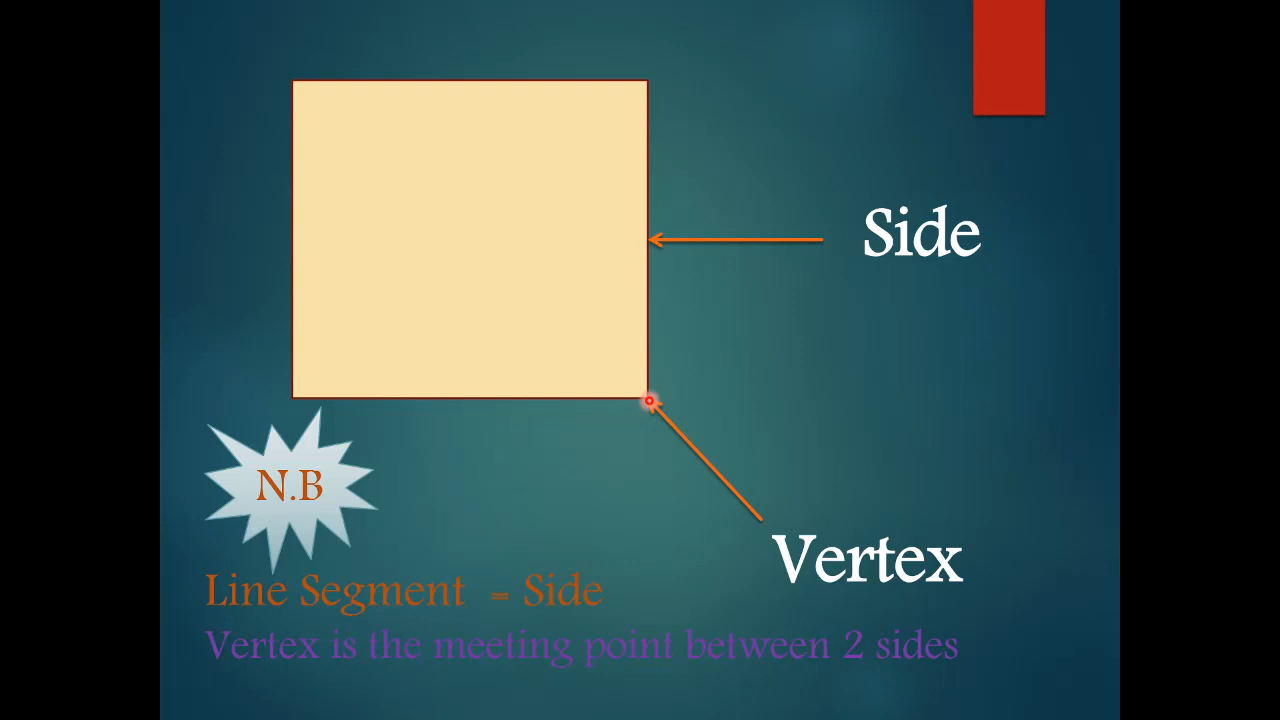 Side
Vertex
N.B
Line Segment = Side
Vertex is the meeting point between 2 sides